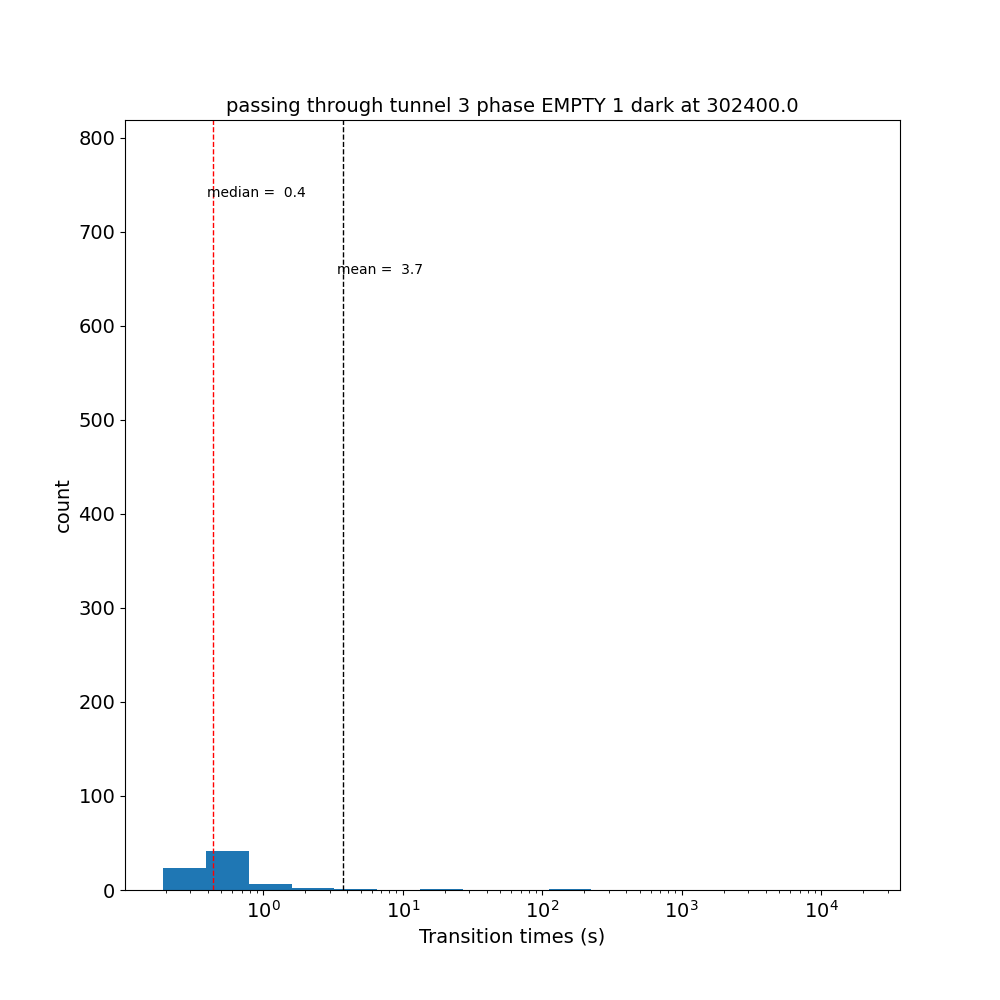 passing through tunnel 3 phase EMPTY 1 dark at 302400.0
800
median =  0.4
700
mean =  3.7
600
500
count
400
300
200
100
0
10^0 10^1 10^2 10^3 10^4
Transition times (s)